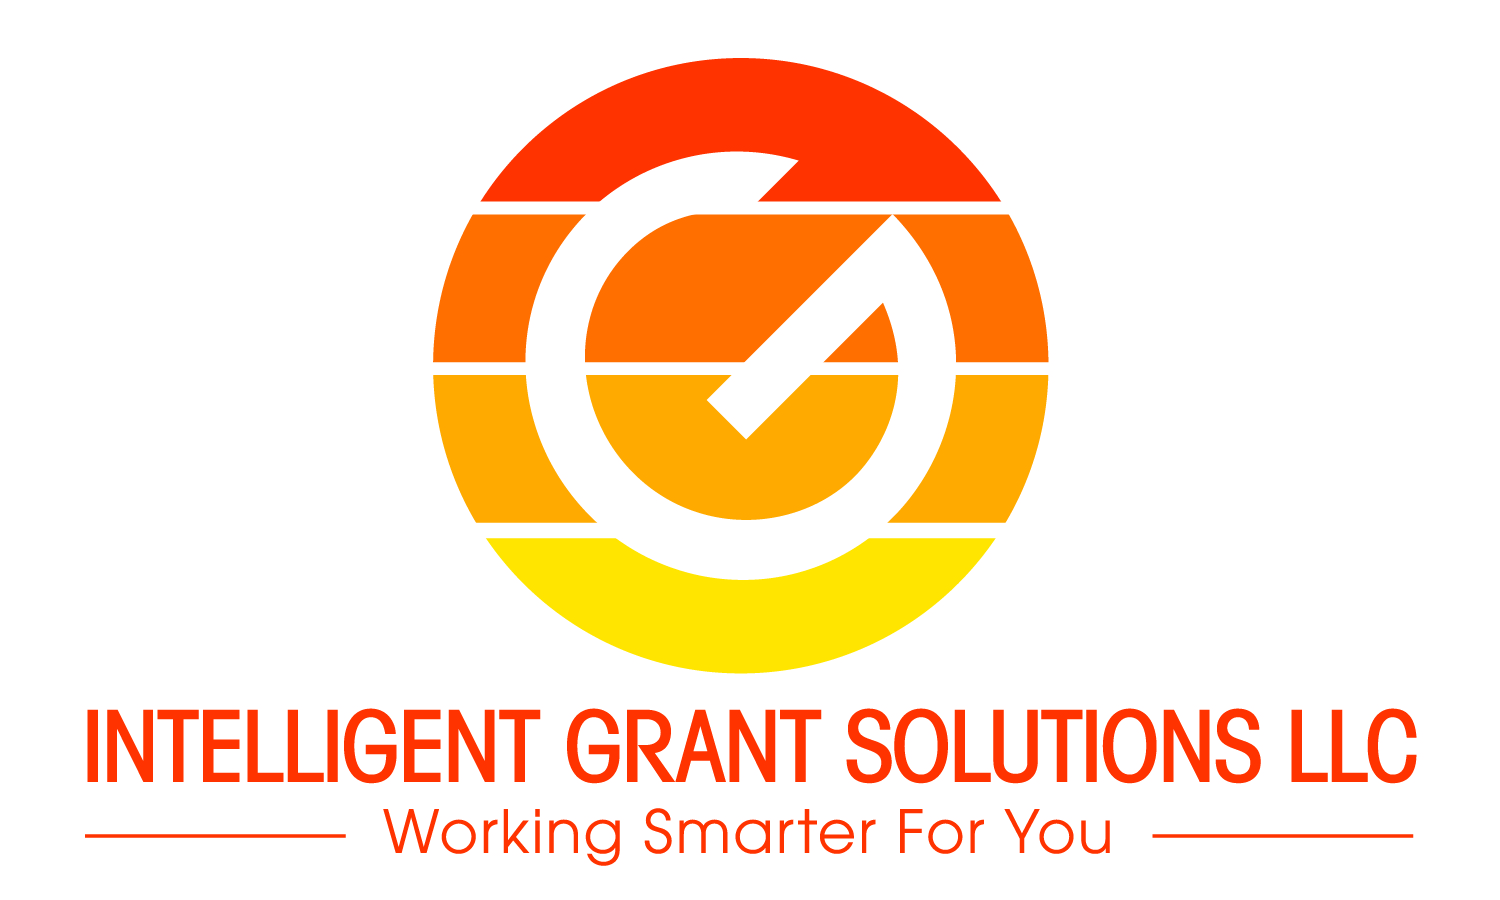 INTELLIGENT GRANT SOLUTIONS LLC
Working Smarter For You